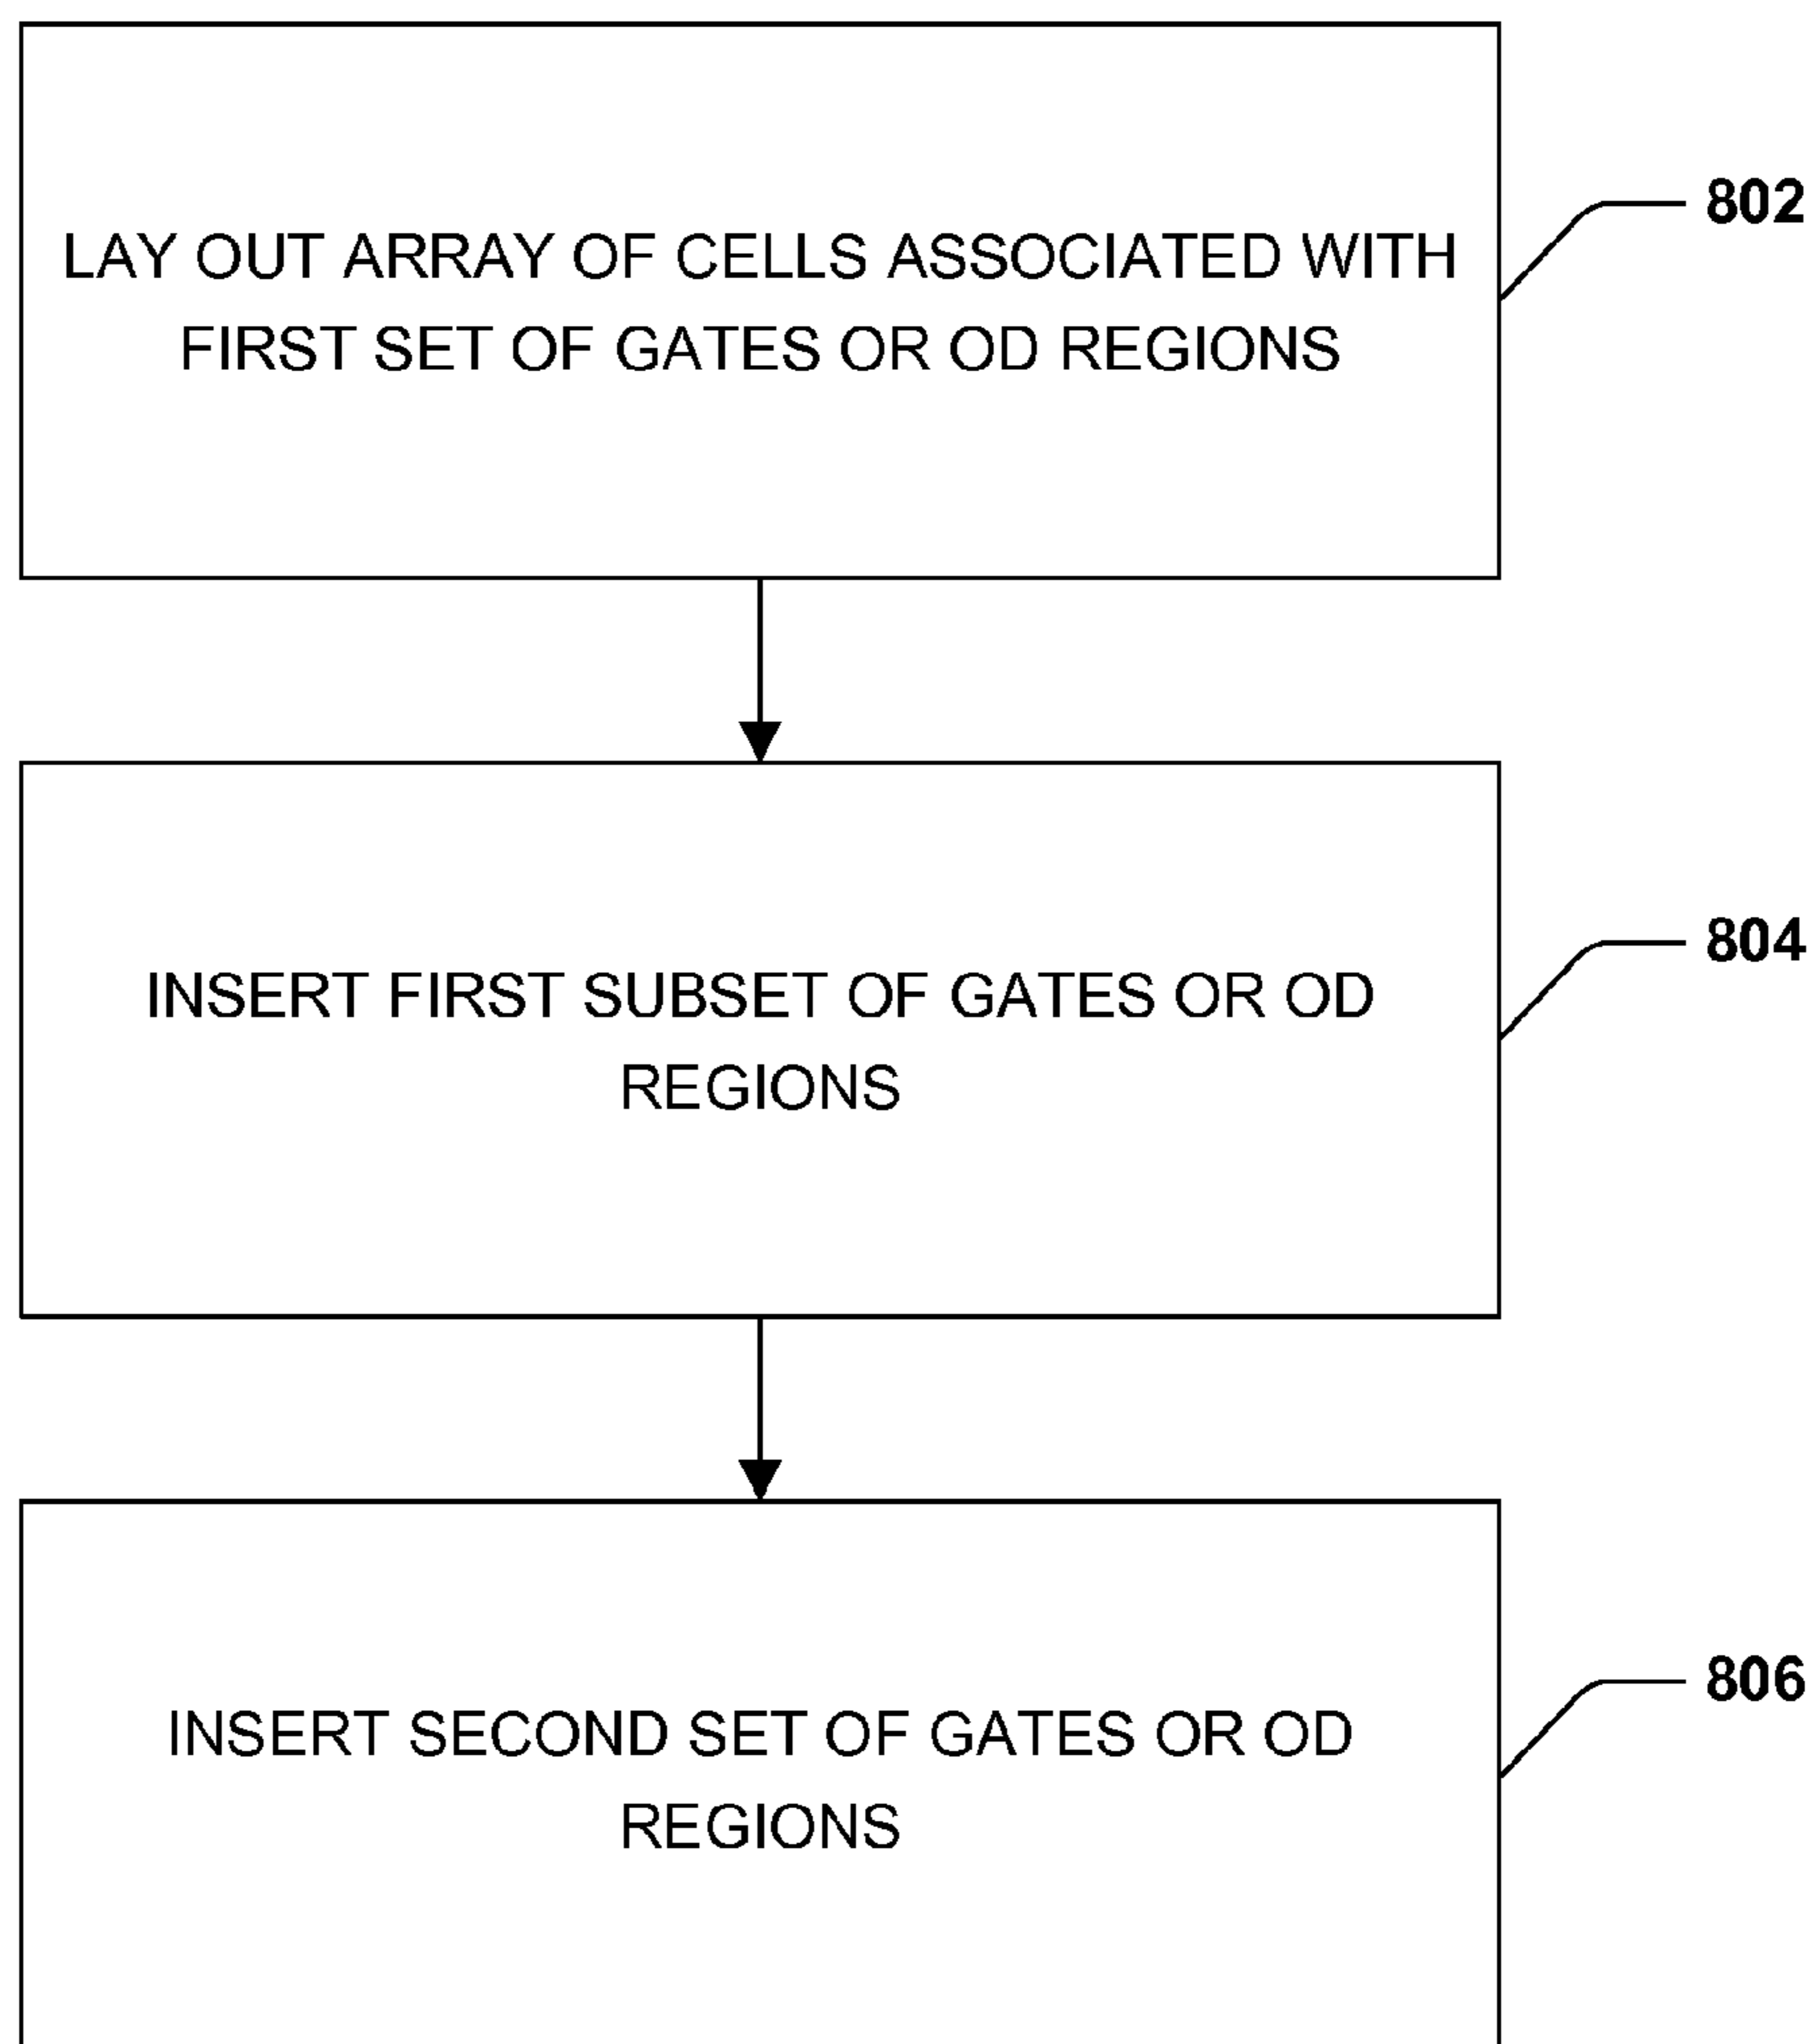 LAY OUT ARRAY OF CELLS ASSOCIATED WITH
FIRST SET OF GATES OR OD REGIONS
802
INSERT FIRST SUBSET OF GATES OR OD
REGIONS
804
INSERT SECOND SET OF GATES OR OD
REGIONS
806